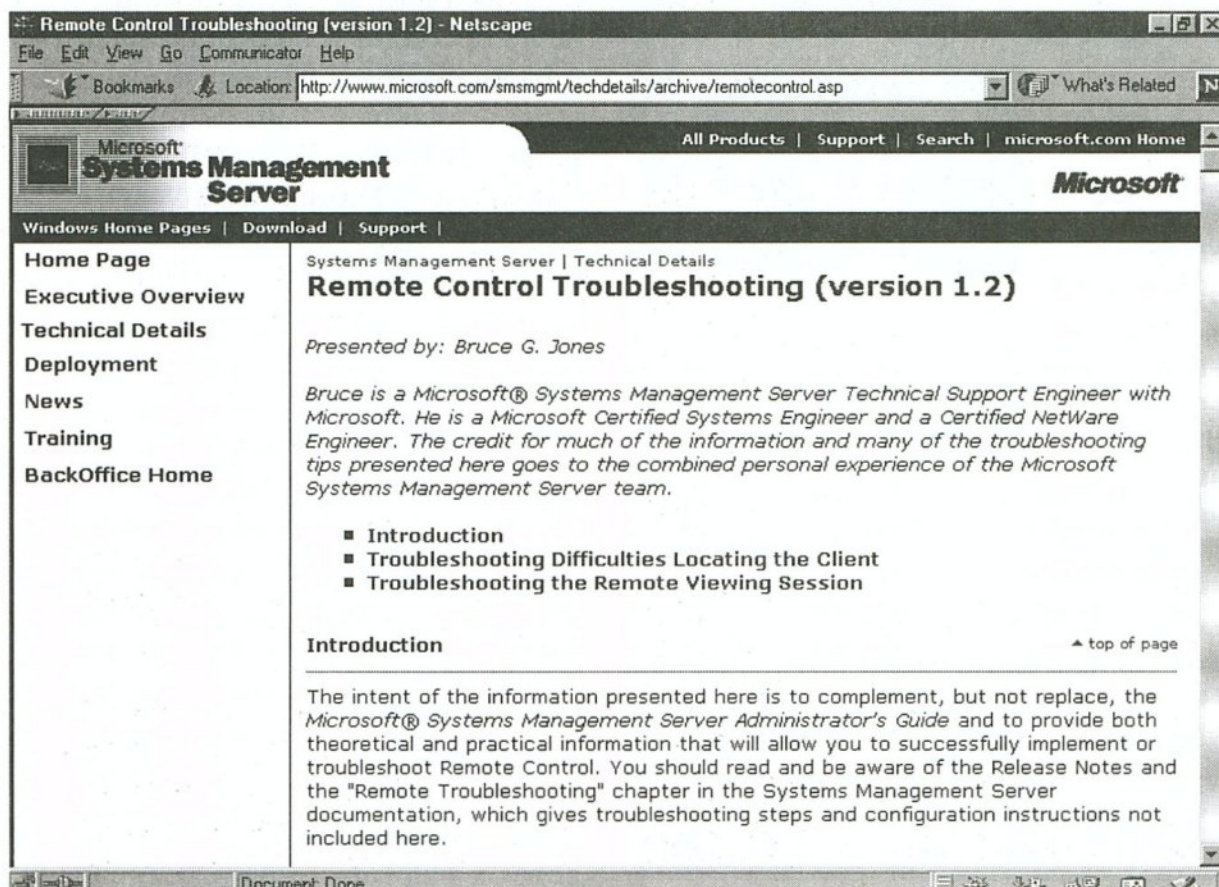 Remote Control Troubleshooting (version 1.2) - Netscape
File Edit View Go Communicator Help
Bookmarks Location: http://www.microsoft.com/smsmgmt/techdetails/archive/remotecontrol.asp What's Related N
All Products | Support | Search | microsoft.com Home
Microsoft
Systems Management
Server
Microsoft
Windows Home Pages | Download | Support |
Home Page
Executive Overview
Technical Details
Deployment
News
Training
BackOffice Home
Systems Management Server | Technical Details
Remote Control Troubleshooting (version 1.2)
Presented by: Bruce G. Jones
Bruce is a Microsoft® Systems Management Server Technical Support Engineer with
Microsoft. He is a Microsoft Certified Systems Engineer and a Certified NetWare
Engineer. The credit for much of the information and many of the troubleshooting
tips presented here goes to the combined personal experience of the Microsoft
Systems Management Server team.
Introduction
Troubleshooting Difficulties Locating the Client
Troubleshooting the Remote Viewing Session
Introduction
top of page
The intent of the information presented here is to complement, but not replace, the
Microsoft® Systems Management Server Administrator's Guide and to provide both
theoretical and practical information that will allow you to successfully implement or
troubleshoot Remote Control. You should read and be aware of the Release Notes and
the "Remote Troubleshooting" chapter in the Systems Management Server
documentation, which gives troubleshooting steps and configuration instructions not
included here.
Document: Done